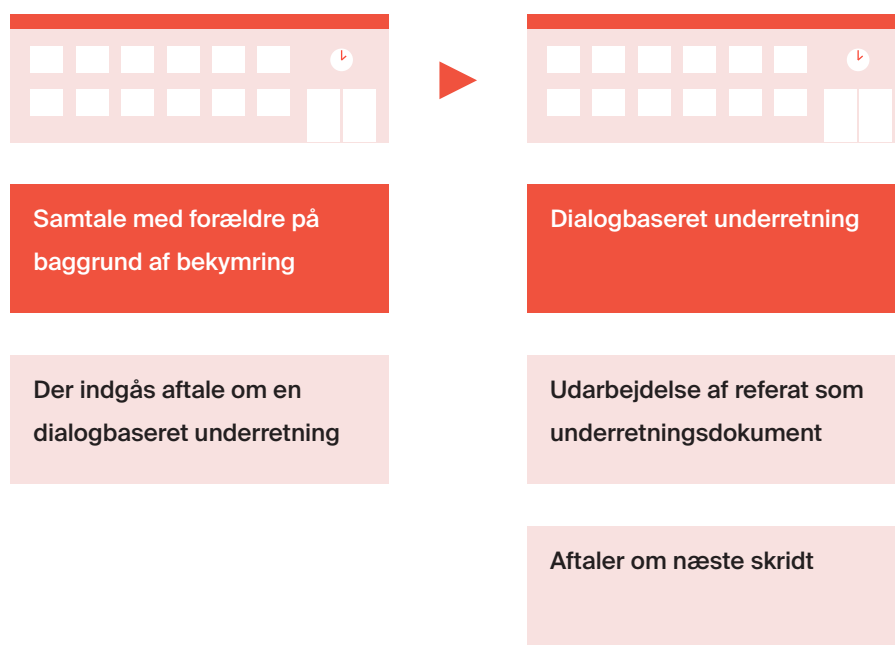 Samtale med forældre på
baggrund af bekymring
Der indgås aftale om en
dialogbaseret underretning
Dialogbaseret underretning
Udarbejdelse af referat som
underretningsdokument
Aftaler om næste skridt